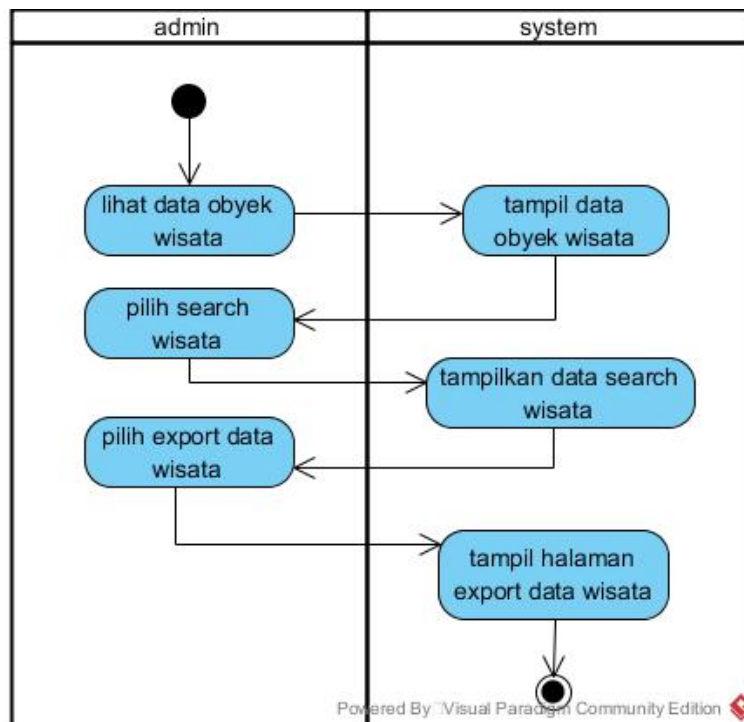 admin
system
lihat data obyek
wisata
tampil data
obyek wisata
pilih search
wisata
tampilkan data search
wisata
pilih export data
wisata
tampil halaman
export data wisata
Powered By Visual Paradigm Community Edition